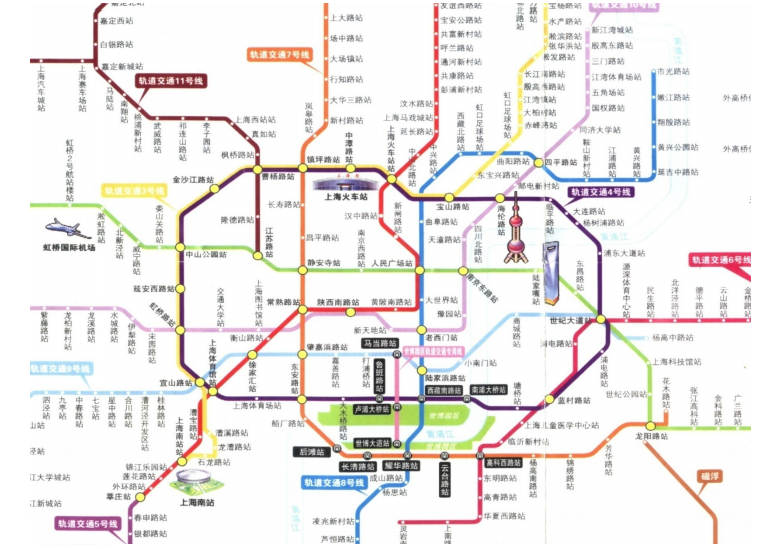 嘉定西站
白银路站
嘉定新城站
上海汽车城站
上海赛车场站
轨道交通11号线
马陆站
南翔站
桃浦新村站
武威路站
祁连山路站
李子园站
上海西站站
真如站
枫桥路站
曹杨路站
隆德路站
江苏路站
上大路站
场中路站
大场镇站
行知路站
大华三路站
新村路站
轨道交通7号线
岚皋路站
镇坪路站
中潭路站
上海火车站站
上海火车站
长寿路站
昌平路站
静安寺站
常熟路站
肇嘉浜路站
东安路站
船厂路站
后滩站
长清路站
耀华路站
云台路站
高科西路站
友谊西路站
宝安公路站
共富新村站
呼兰路站
通河新村站
共康路站
彭浦新村站
汶水路站
上海马戏城站
延长路站
中山北路站
西藏北路站
虹口足球场站
虹口足球场站
宝杨路站
水产路站
淞滨路站
张华浜站
淞发路站
长江南路站
殷高西路站
江湾镇站
大柏树站
赤峰路站
轨道交通10号线
新江湾城站
殷高东站
三门路站
江湾体育场站
五角场站
国权路站
同济大学站
四平路站
曲阳路站
东宝兴路站
邮电新村站
鞍山新村站
江浦路站
黄兴路站
市光路站
嫩江路站
翔殷路站
黄兴公园站
延吉中路站
轨道交通4号线
宝山路站
海伦路站
临平路站
大连路站
杨树浦路站
浦东大道站
虹桥2号航站楼站
虹桥国际机场
金沙江路站
轨道交通3号线
娄山关路站
淞虹路站
北新泾站
威宁路站
中山公园站
延安西路站
虹桥路站
宜山路站
上海体育馆站
徐家汇站
交通大学站
上海图书馆站
衡山路站
陕西南路站
黄陂南路站
新天地站
南京西路站
人民广场站
汉中路站
新闸路站
曲阜路站
天潼路站
四川北路站
南京东路站
大世界站
豫园站
老西门站
陆家嘴站
东昌路站
世纪大道站
源深体育中心站
民生路站
北洋泾站
德平路站
云山路站
金桥路站
轨道交通6号线
商城路站
杨高中路站
浦电路站
浦电路站
上海科技馆站
世纪公园站
花木路站
张江高科站
金科路站
广兰路站
龙阳路站
磁浮
芳华路站
锦绣路站
杨高南路站
蓝村路站
塘桥站
上海儿童医学中心站
临沂新村站
东明路站
高青路站
华夏西路站
上南路站
灵岩南路站
马当路站
世博园区轨道交通专用线
鲁班路站
卢浦大桥站
世博大道站
世博园区
西藏南路站
南浦大桥站
陆家浜路站
小南门站
嘉善路站
打浦桥站
大木桥路站
上海体育场站
紫藤路站
龙柏新村站
龙溪路站
水城路站
伊犁路站
宋园路站
轨道交通9号线
泗泾站
九亭站
中春路站
七宝站
星中路站
合川路站
漕河泾开发区站
桂林路站
漕宝路站
上海南站站
漕溪路站
龙漕路站
石龙路站
上海南站
锦江乐园站
莲花路站
外环路站
莘庄站
春申路站
银都路站
轨道交通5号线
轨道交通8号线
成山路站
杨思站
凌兆新村站
芦恒路站